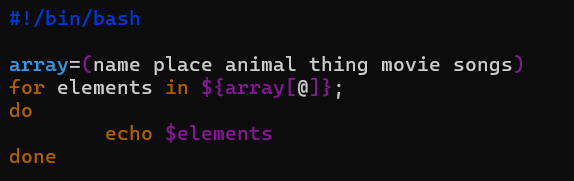 #!/bin/bash

array=(name place animal thing movie songs)
for elements in ${array[@]};
do
        echo $elements
done